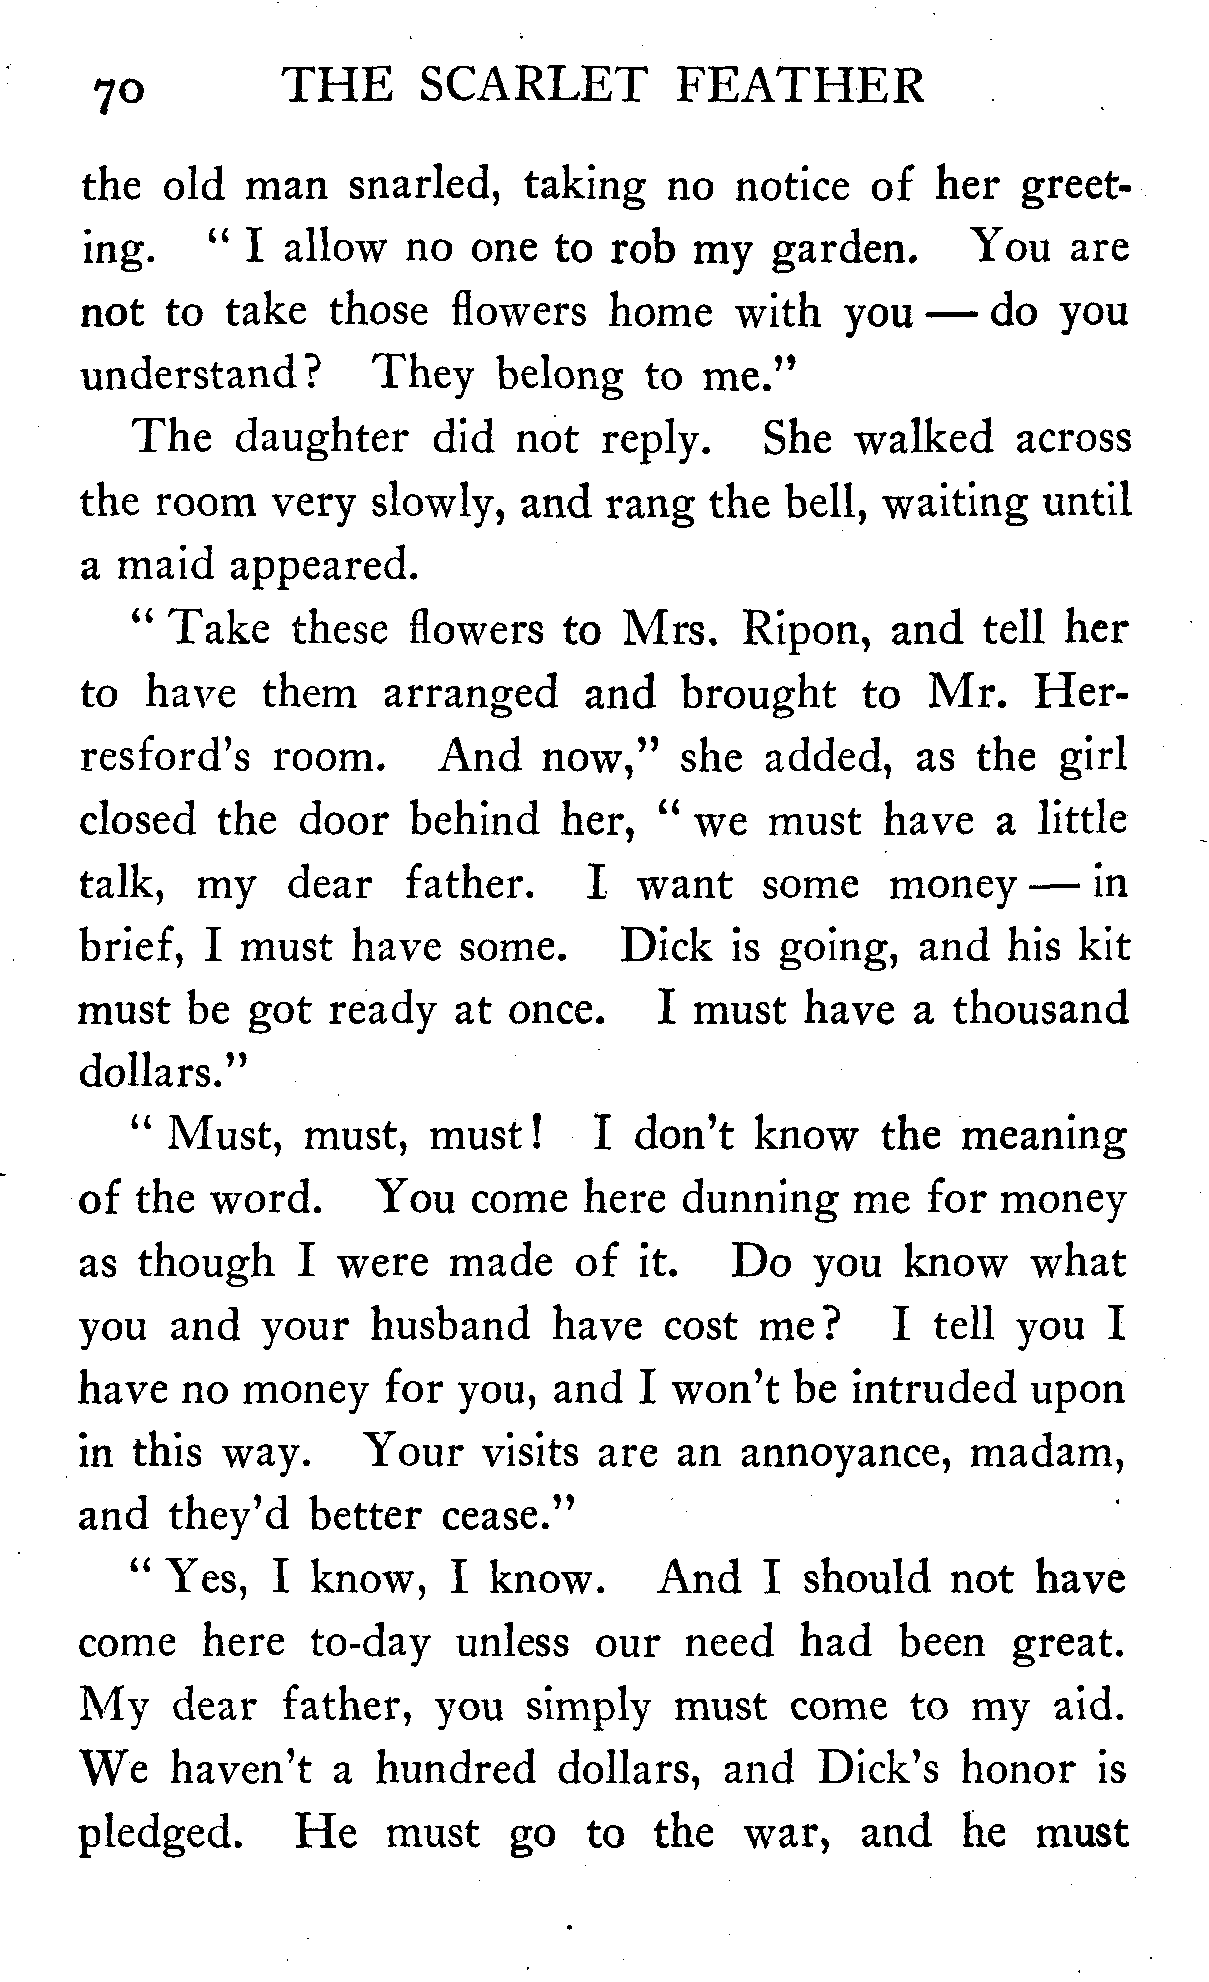 70 THE SCARLET FEATHER
the old man snarled, taking no notice of her greet-
ing. " I allow no one to rob my garden. You are
not to take those flowers home with you — do you
understand? They belong to me."
The daughter did not reply. She walked across
the room very slowly, and rang the bell, waiting until
a maid appeared.
" Take these flowers to Mrs. Ripon, and tell her
to have them arranged and brought to Mr. Her-
resford's room. And now," she added, as the girl
closed the door behind her, " we must have a little
talk, my dear father. I want some money — in
brief, I must have some. Dick is going, and his kit
must be got ready at once. I must have a thousand
dollars."
" Must, must, must! I don't know the meaning
of the word. You come here dunning me for money
as though I were made of it. Do you know what
you and your husband have cost me? I tell you I
have no money for you, and I won't be intruded upon
in this way. Your visits are an annoyance, madam,
and they'd better cease."
" Yes, I know, I know. And I should not have
come here to-day unless our need had been great.
My dear father, you simply must come to my aid.
We haven't a hundred dollars, and Dick's honor is
pledged. He must go to the war, and he must